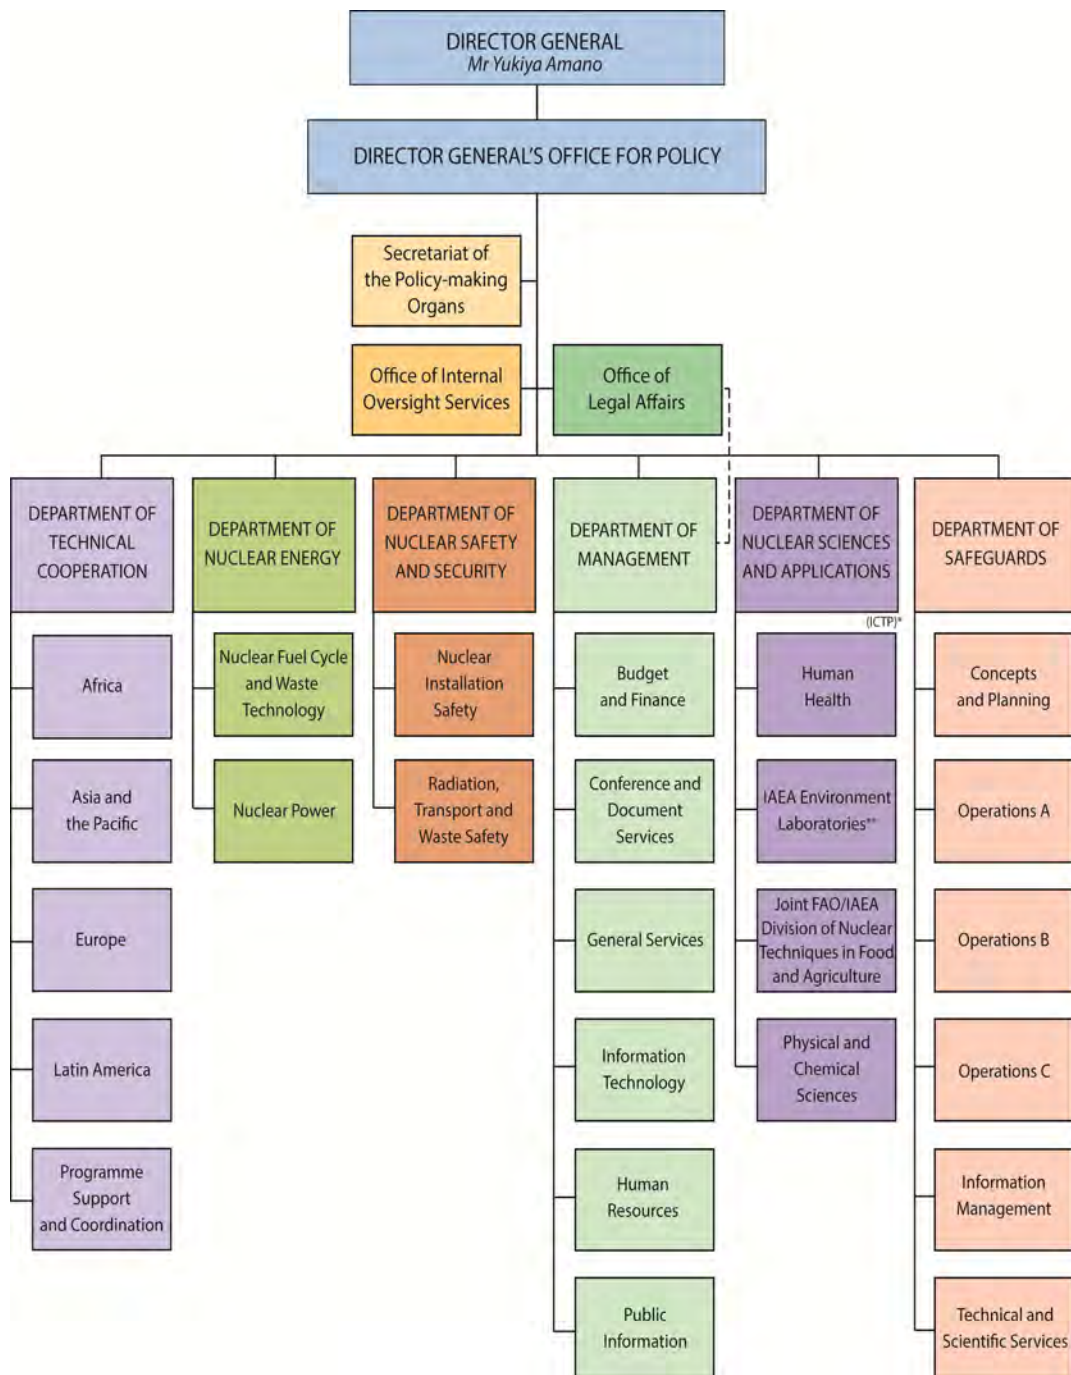 DIRECTOR GENERAL
Mr Yukiya Amano
DIRECTOR GENERAL'S OFFICE FOR POLICY
Secretariat of
the Policy-making
Organs
Office of Internal
Oversight Services
Office of
Legal Affairs
DEPARTMENT OF
TECHNICAL
COOPERATION
DEPARTMENT OF
NUCLEAR ENERGY
DEPARTMENT OF
NUCLEAR SAFETY
AND SECURITY
DEPARTMENT OF
MANAGEMENT
DEPARTMENT OF
NUCLEAR SCIENCES
AND APPLICATIONS
(ICTP)*
DEPARTMENT OF
SAFEGUARDS
Africa
Asia and
the Pacific
Europe
Latin America
Programme
Support
and Coordination
Nuclear Fuel Cycle
and Waste
Technology
Nuclear Power
Nuclear
Installation
Safety
Radiation,
Transport and
Waste Safety
Budget
and Finance
Conference and
Document
Services
General Services
Information
Technology
Human
Resources
Public
Information
Human
Health
IAEA Environment
Laboratories**
Joint FAO/IAEA
Division of Nuclear
Techniques in Food
and Agriculture
Physical and
Chemical
Sciences
Concepts
and Planning
Operations A
Operations B
Operations C
Information
Management
Technical and
Scientific Services